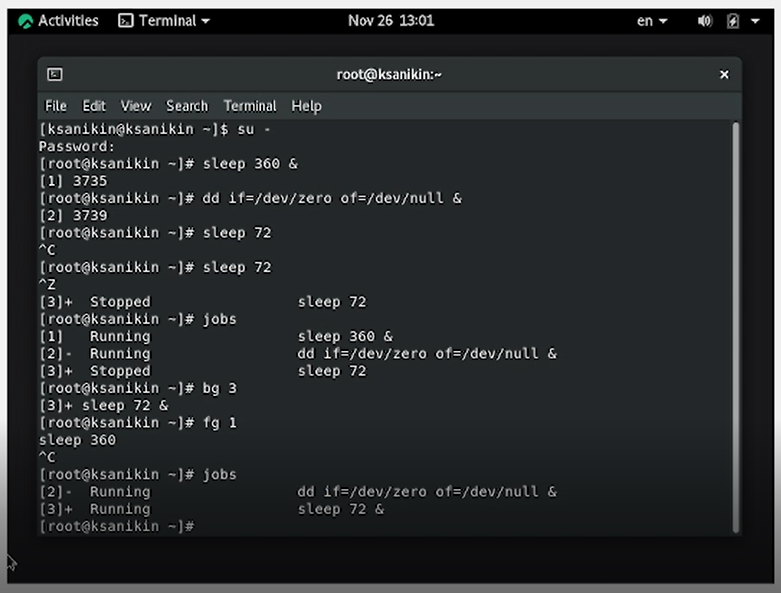 Activities Terminal Nov 26 13:01 en
root@ksanikin:~
File Edit View Search Terminal Help
[ksanikin@ksanikin ~]$ su -
Password:
[root@ksanikin ~]# sleep 360 &
[1] 3735
[root@ksanikin ~]# dd if=/dev/zero of=/dev/null &
[2] 3739
[root@ksanikin ~]# sleep 72
^C
[root@ksanikin ~]# sleep 72
^Z
[3]+  Stopped                 sleep 72
[root@ksanikin ~]# jobs
[1]   Running                 sleep 360 &
[2]-  Running                 dd if=/dev/zero of=/dev/null &
[3]+  Stopped                 sleep 72
[root@ksanikin ~]# bg 3
[3]+ sleep 72 &
[root@ksanikin ~]# fg 1
sleep 360
^C
[root@ksanikin ~]# jobs
[2]-  Running                 dd if=/dev/zero of=/dev/null &
[3]+  Running                 sleep 72 &
[root@ksanikin ~]#